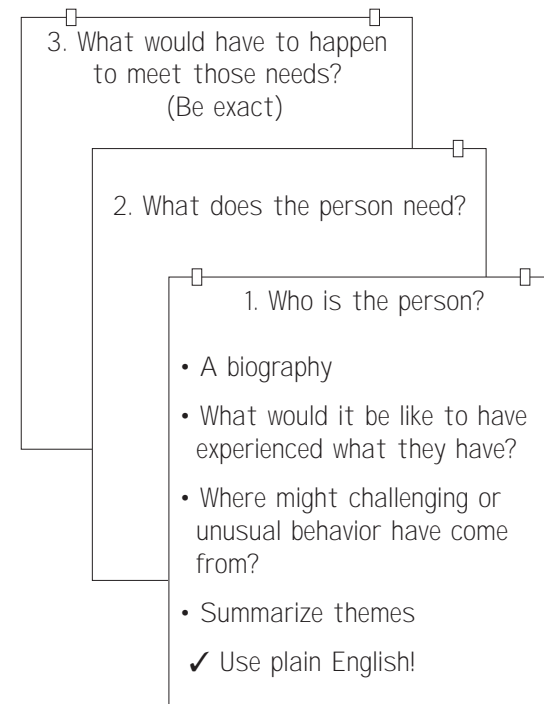 3. What would have to happen
to meet those needs?
(Be exact)
2. What does the person need?
1. Who is the person?
• A biography
• What would it be like to have
experienced what they have?
• Where might challenging or
unusual behavior have come
from?
• Summarize themes
✓ Use plain English!